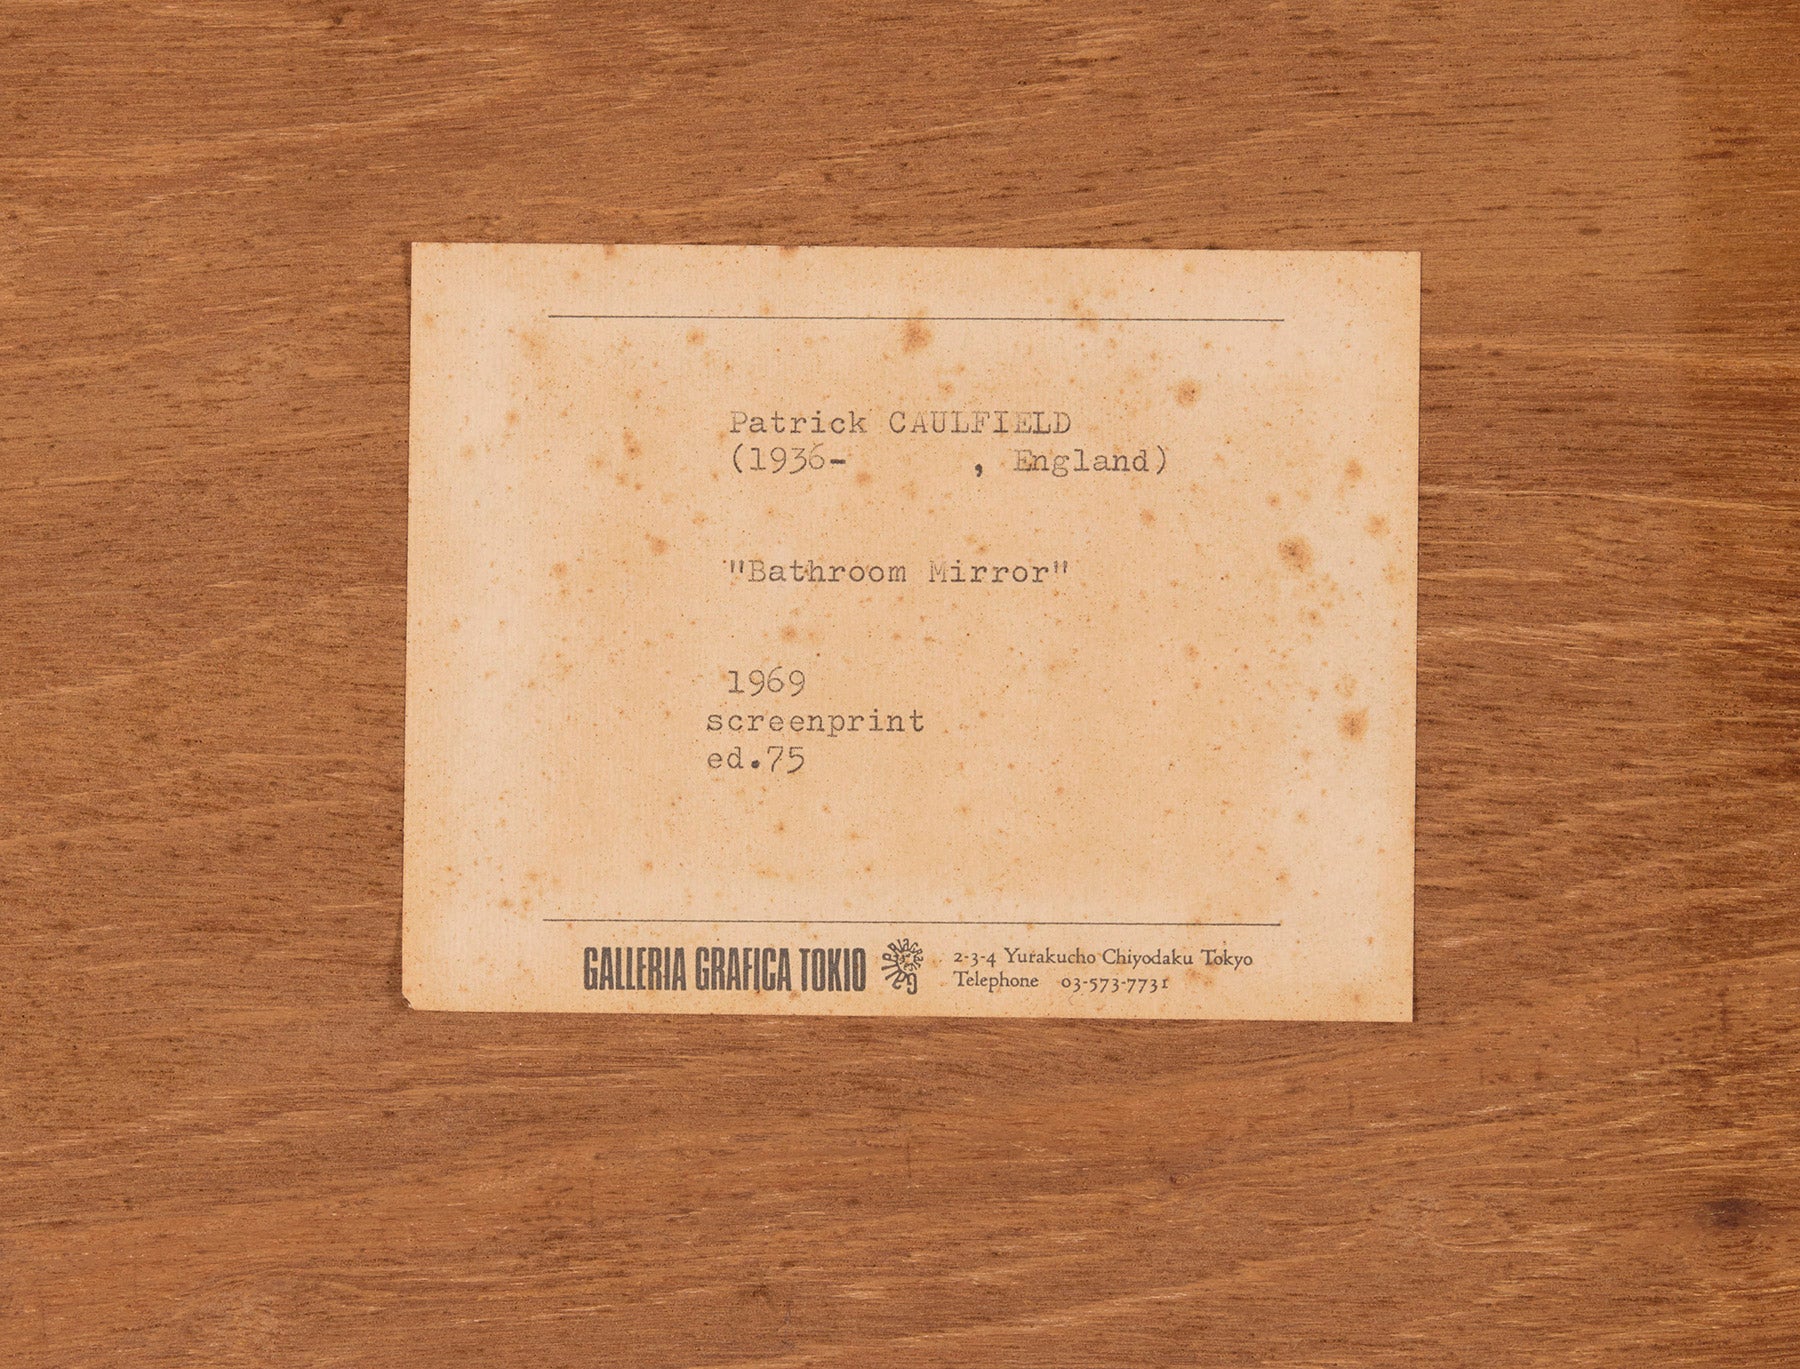 Patrick CAULFIELD
(1936-      , England)
"Bathroom Mirror"
1969
screenprint
ed.75
GALLERIA GRAFICA TOKIO
2-3-4 Yurakucho Chiyodaku Tokyo
Telephone 03-573-7731